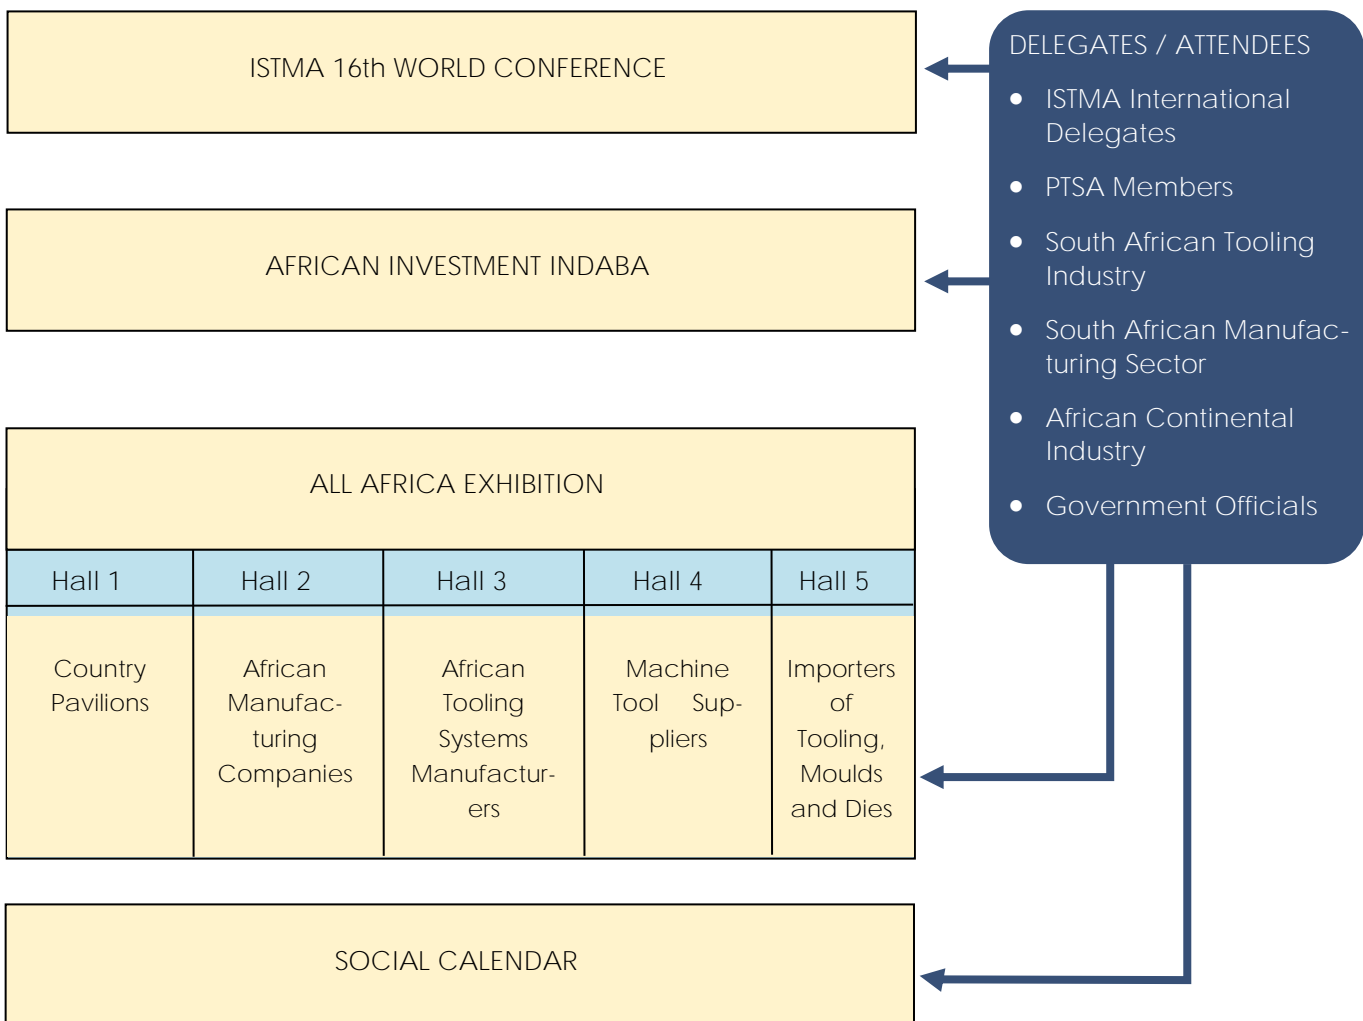 ISTMA 16th WORLD CONFERENCE
AFRICAN INVESTMENT INDABA
ALL AFRICA EXHIBITION
Hall 1
Hall 2
Hall 3
Hall 4
Hall 5
Country
Pavilions
African
Manufac-
turing
Companies
African
Tooling
Systems
Manufactur-
ers
Machine
Tool Sup-
pliers
Importers
of
Tooling,
Moulds
and Dies
SOCIAL CALENDAR
DELEGATES / ATTENDEES
• ISTMA International
Delegates
• PTSA Members
• South African Tooling
Industry
• South African Manufac-
turing Sector
• African Continental
Industry
• Government Officials